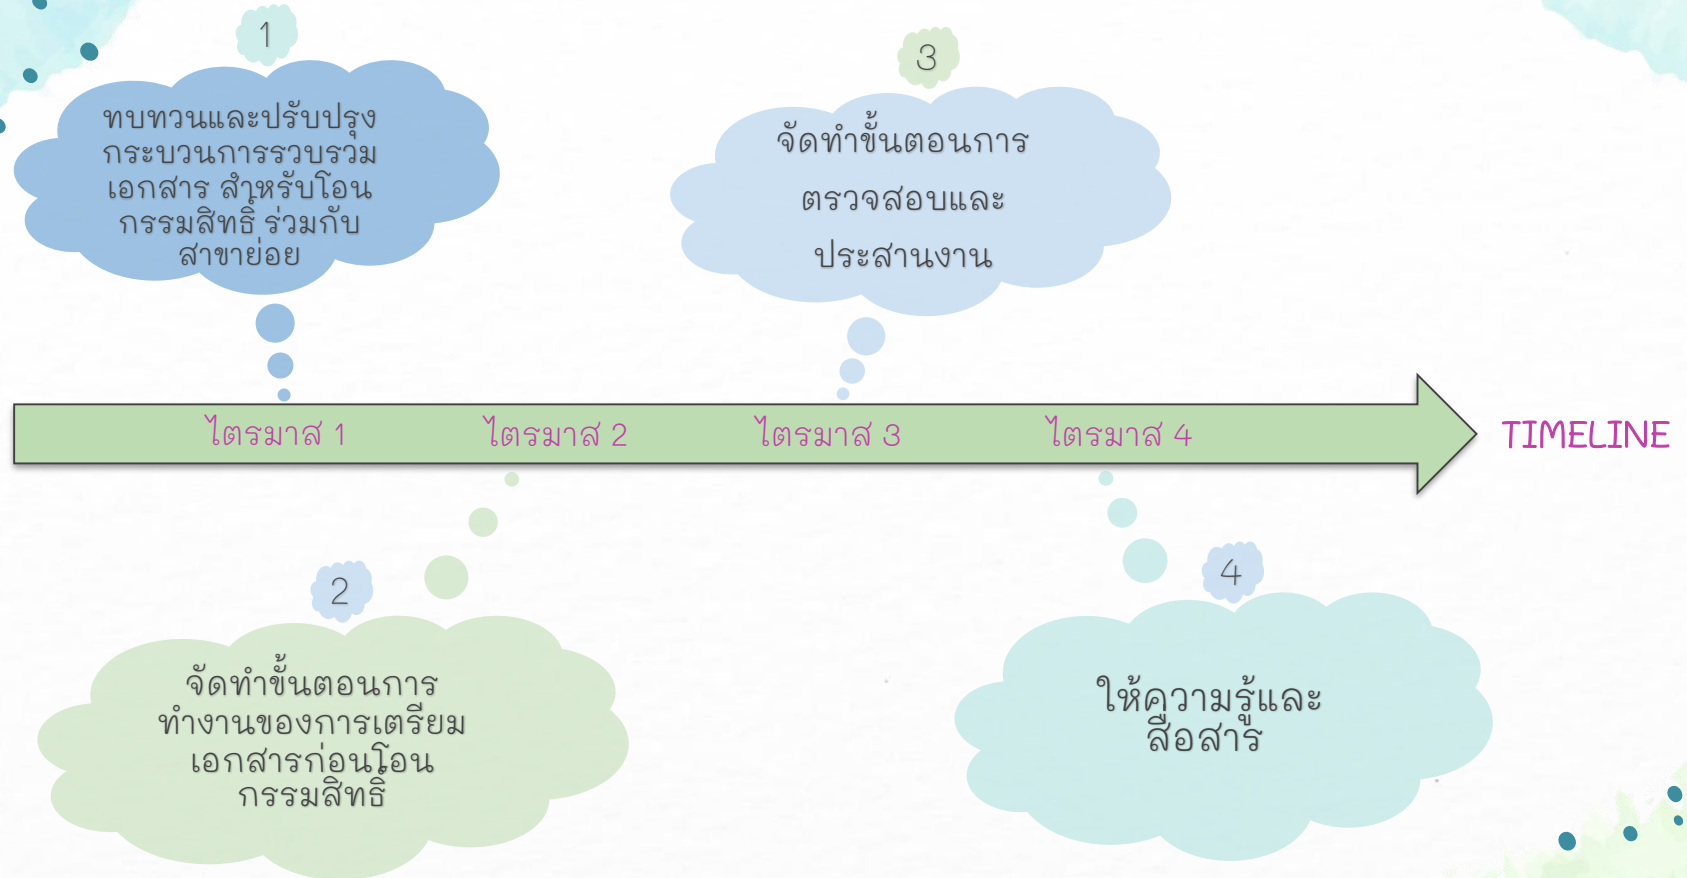 1
ทบทวนและปรับปรุง
กระบวนการรวบรวม
เอกสาร สำหรับโอน
กรรมสิทธิ์ ร่วมกับ
สาขาย่อย
3
จัดทำขั้นตอนการ
ตรวจสอบและ
ประสานงาน
ไตรมาส 1
ไตรมาส 2
ไตรมาส 3
ไตรมาส 4
TIMELINE
2
จัดทำขั้นตอนการ
ทำงานของการเตรียม
เอกสารก่อนโอน
กรรมสิทธิ์
4
ให้ความรู้และ
สื่อสาร